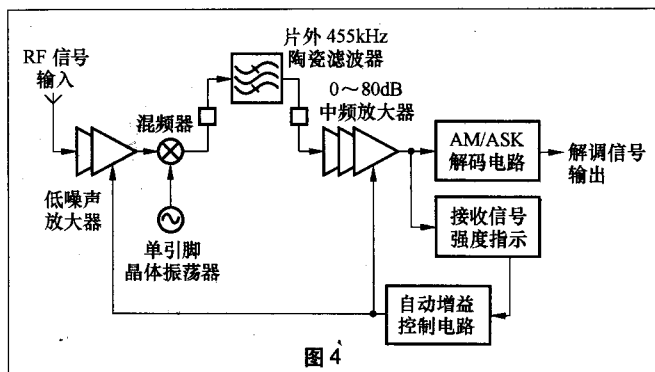 片外 455kHz
陶瓷滤波器
RF 信号
输入
0～80dB
中频放大器
混频器
AM/ASK
解码电路
解调信号
输出
低噪声
放大器
单引脚
晶体振荡器
接收信号
强度指示
自动增益
控制电路
图 4